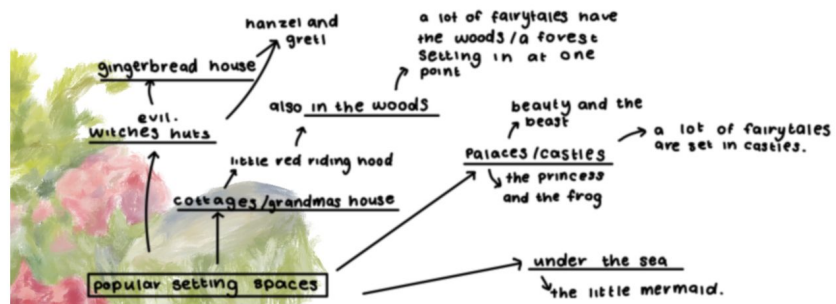 hanzel and
gretl
a lot of fairytales have
the woods/a forest
setting in at one
point
gingerbread house
also in the woods
evil.
witches huts
beauty and the
beast
a lot of fairytales
are set in castles.
little red riding hood
palaces/castles
the princess
and the frog
cottages/grandmas house
under the sea
popular setting spaces
the little mermaid.